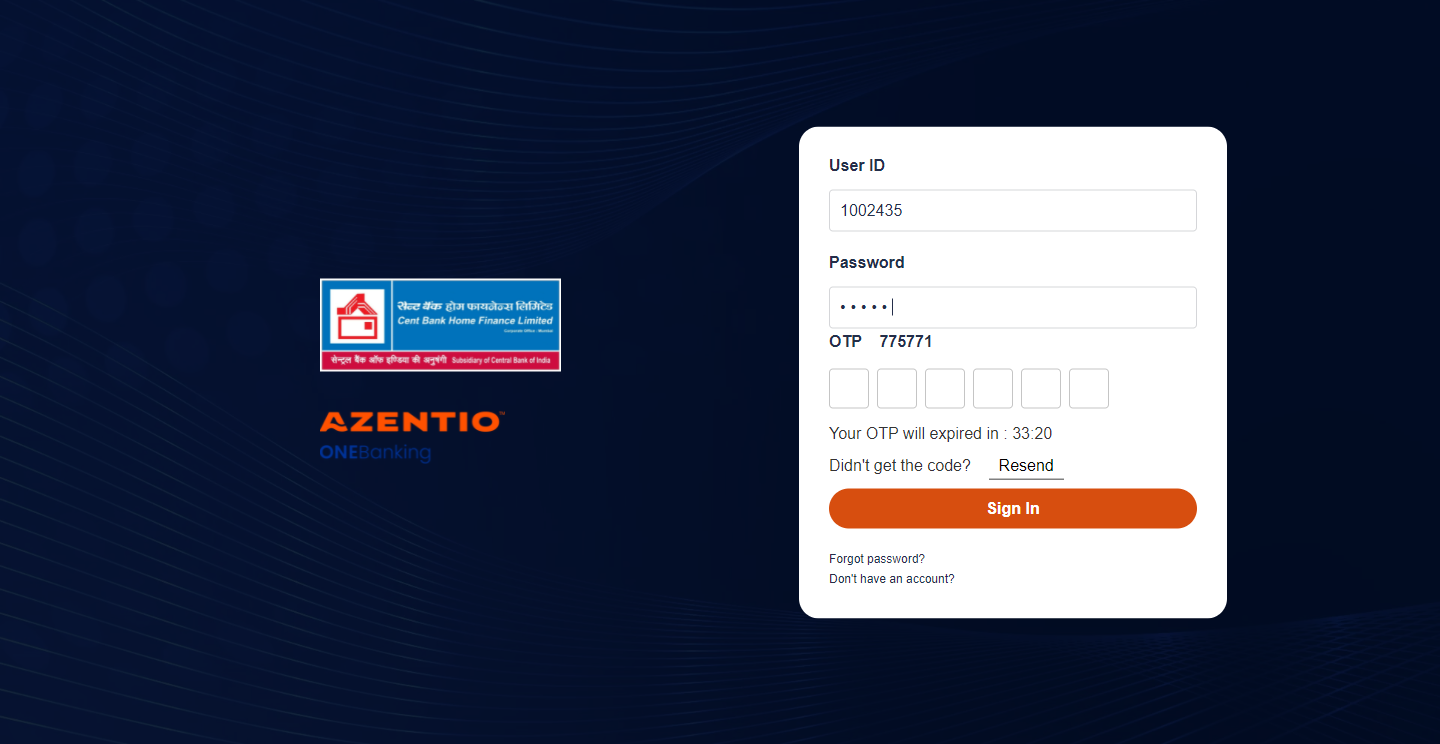 सेन्ट बैंक होम फायनेन्स लिमिटेड
Cent Bank Home Finance Limited
Corporate Office : Mumbai
सेन्ट्रल बैंक ऑफ इण्डिया की अनुषंगी Subsidiary of Central Bank of India
AZENTIO™
ONEBanking
User ID
1002435
Password
•••••
OTP 775771
Your OTP will expired in : 33:20
Didn't get the code? Resend
Sign In
Forgot password?
Don't have an account?